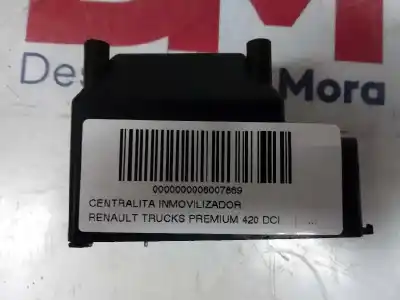 Des
Mora
0000000006007869
CENTRALITA INMOVILIZADOR
RENAULT TRUCKS PREMIUM 420 DCI ...